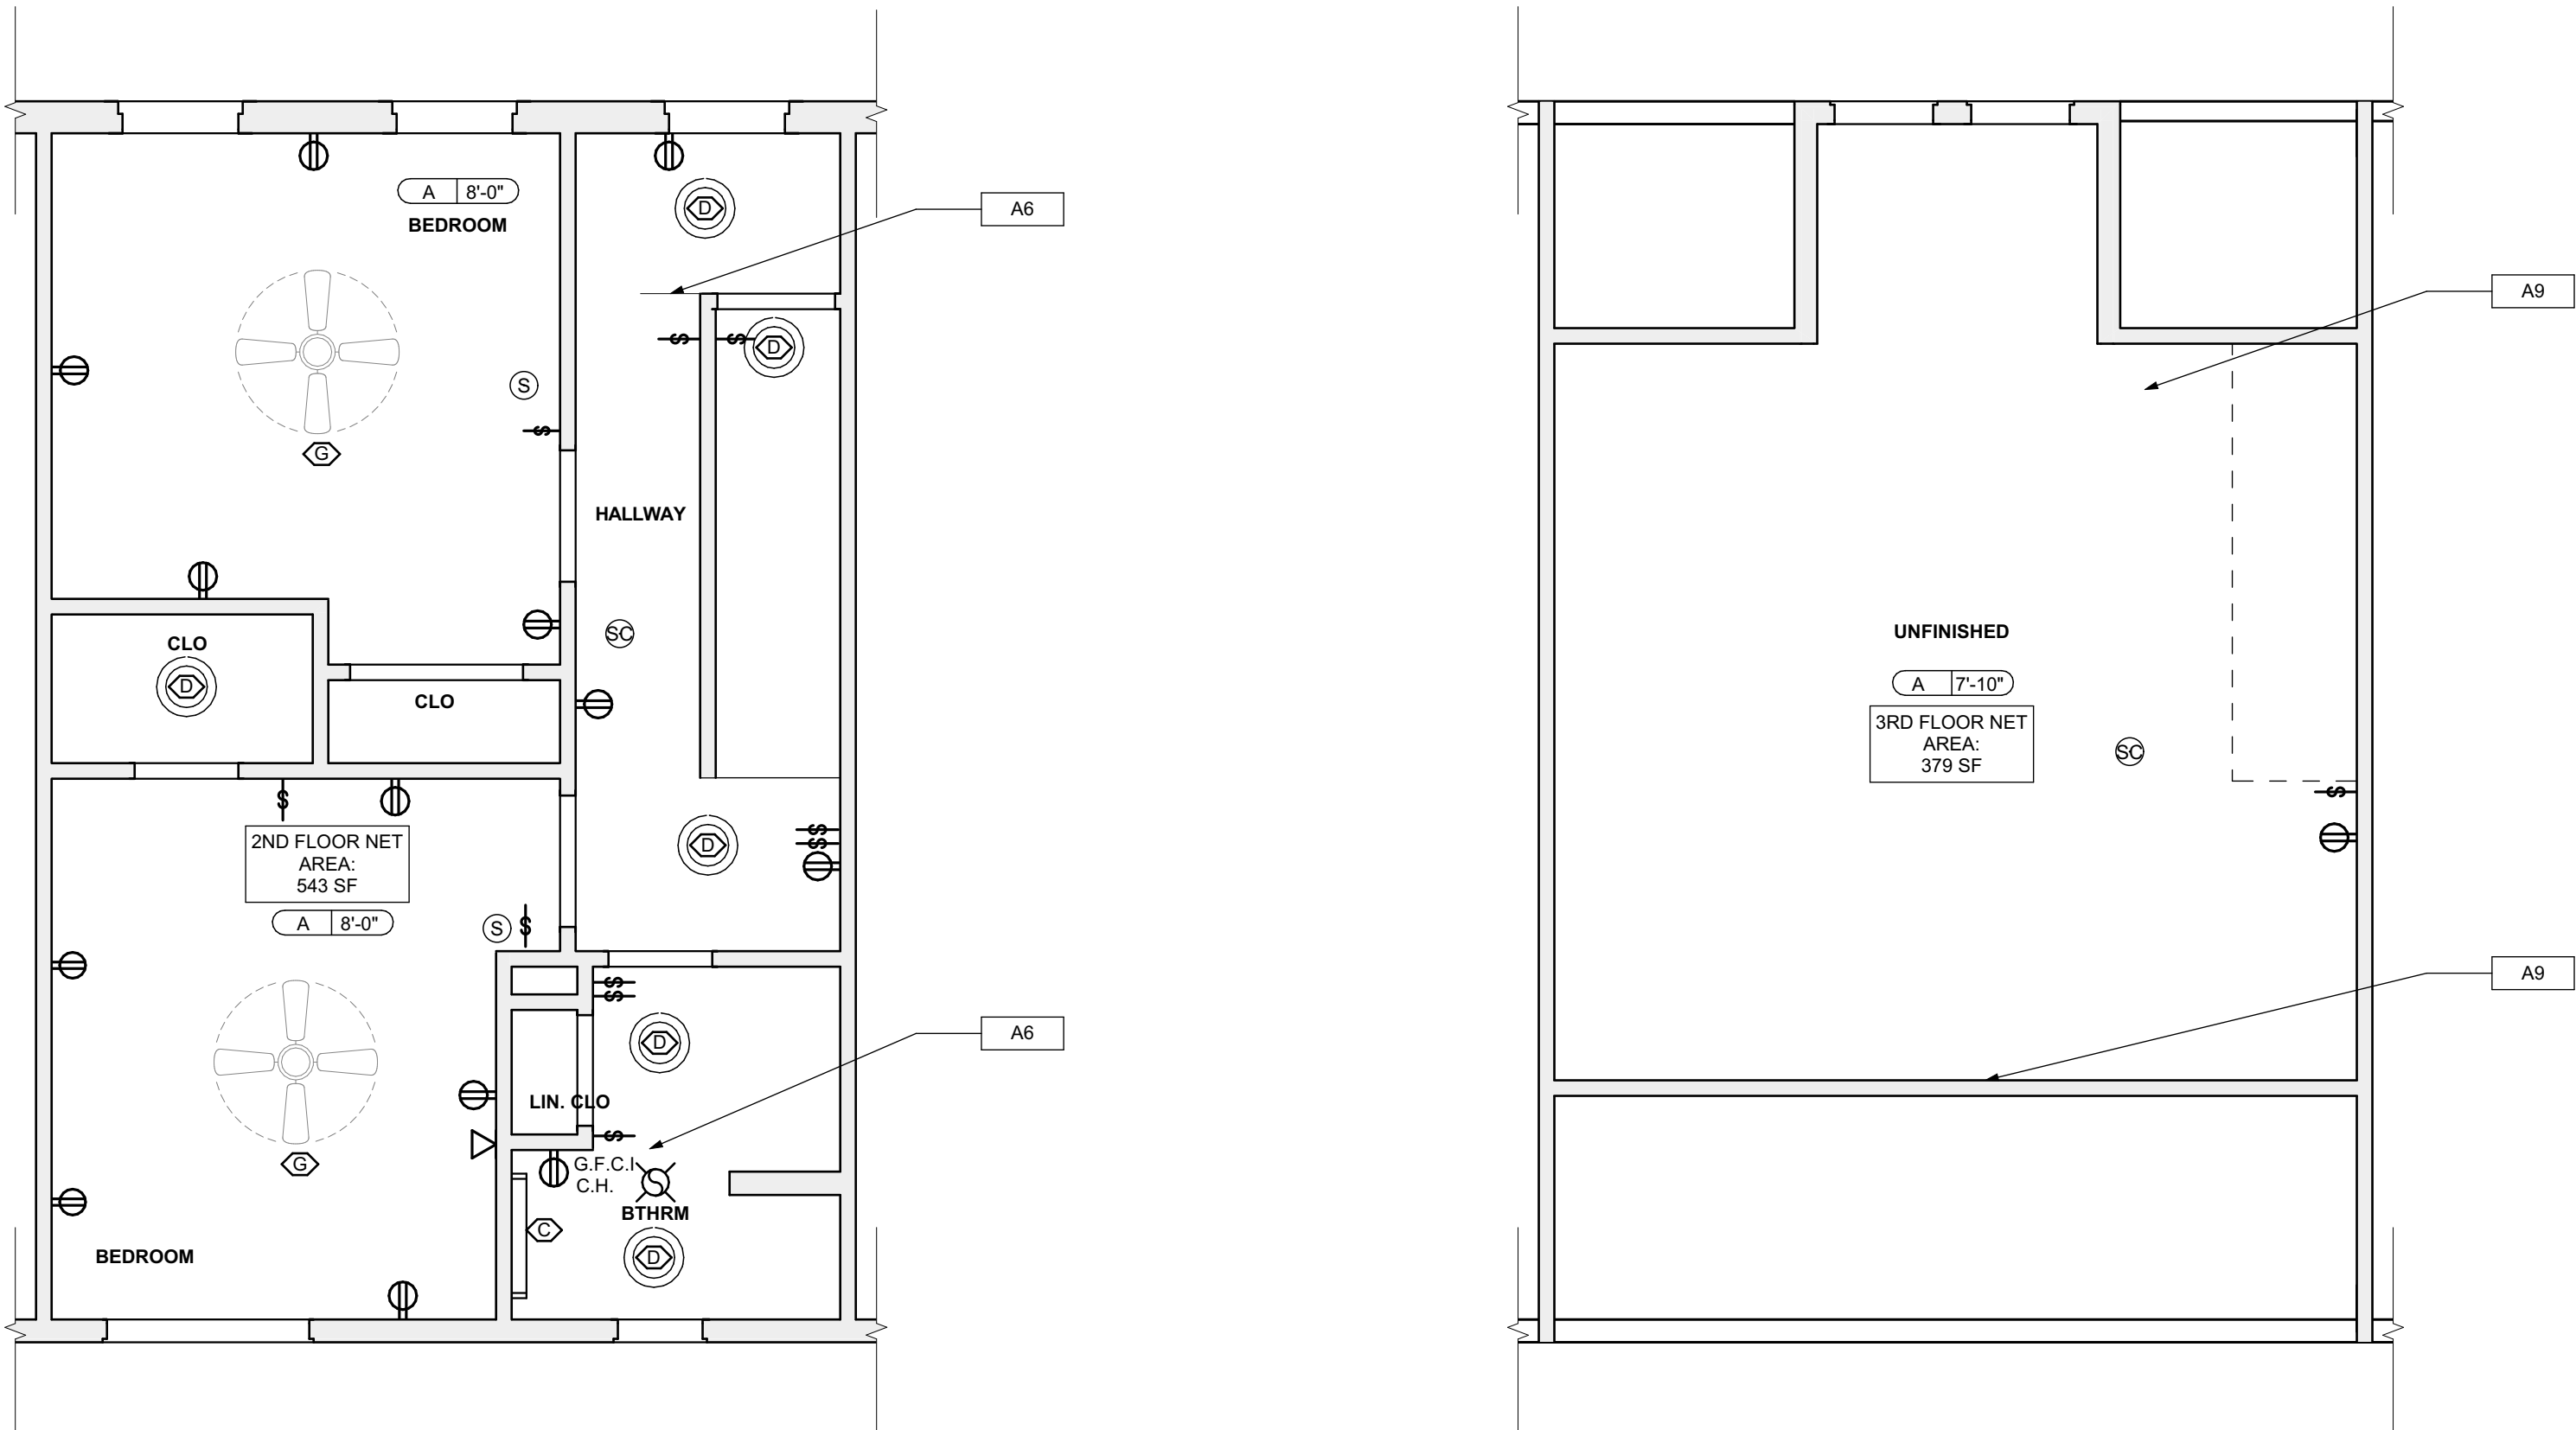 A 8'-0"
BEDROOM
D
A6
S
S
D
S
S
G
HALLWAY
SC
CLO
D
CLO
S
2ND FLOOR NET
AREA:
543 SF
A 8'-0"
S
S
D
S
S
S
S
D
LIN. CLO
S
A6
G
G.F.C.I
C.H.
BTHRM
C
D
BEDROOM
A9
UNFINISHED
A 7'-10"
3RD FLOOR NET
AREA:
379 SF
SC
S
A9